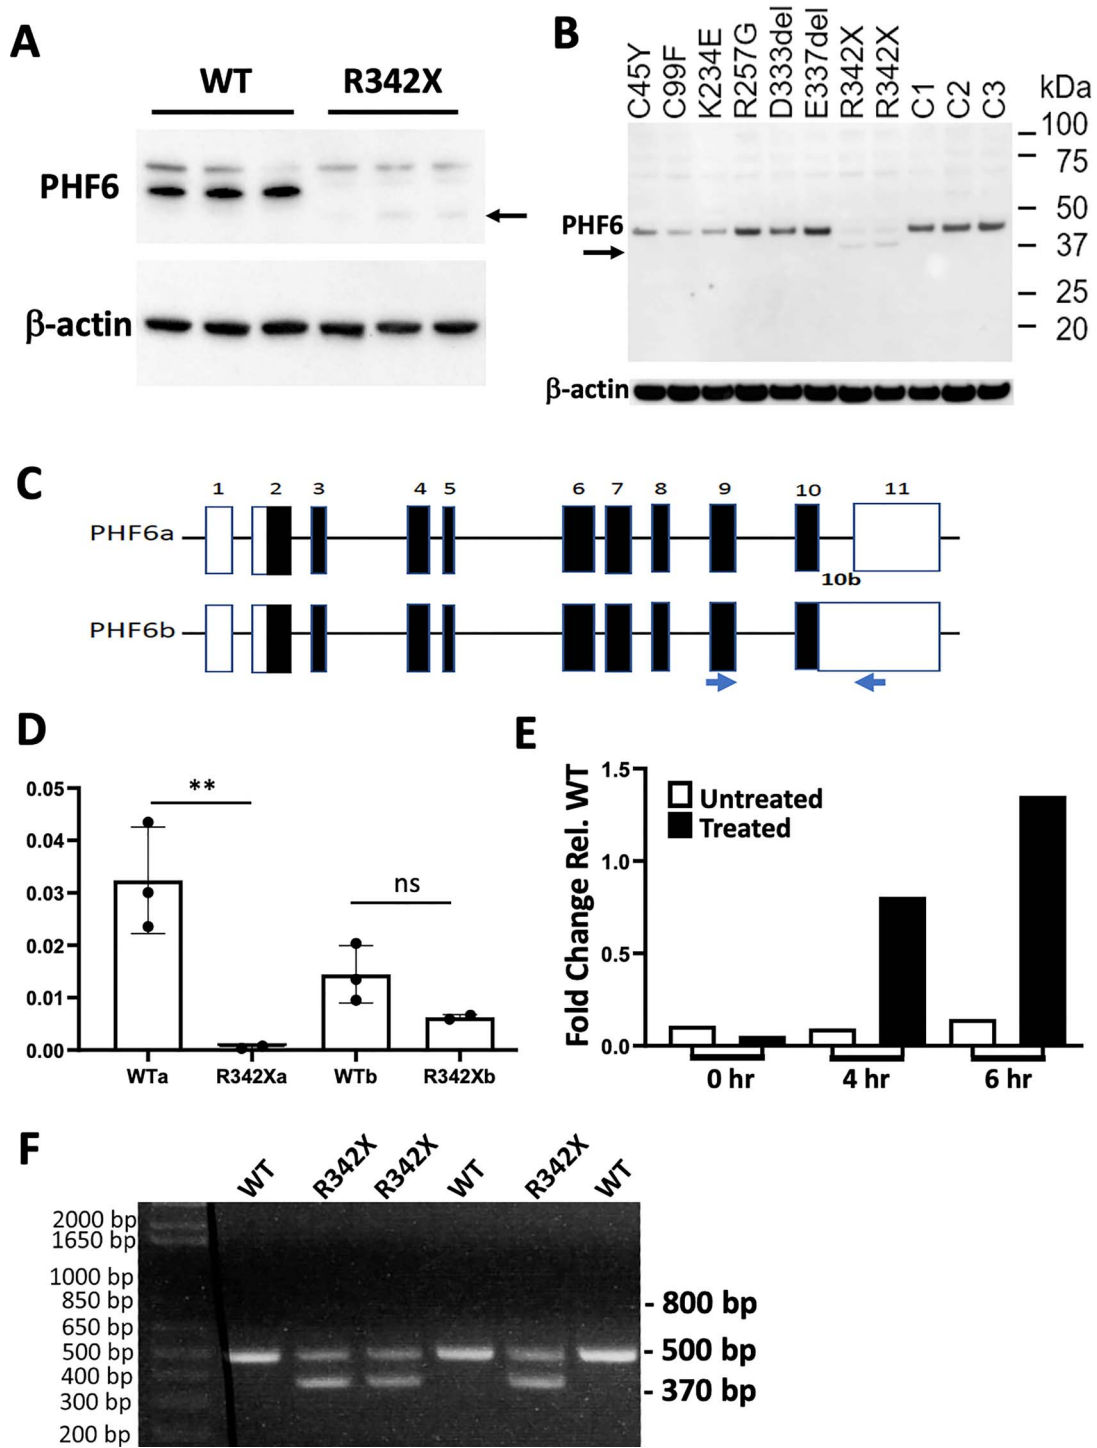 A
WT R342X
PHF6
β-actin
B
C45Y C99F K234E R257G D333del E337del R342X R342X C1 C2 C3 kDa
100
75
50
PHF6
37
25
20
β-actin
C
1 2 3 4 5 6 7 8 9 10 11
PHF6a
10b
PHF6b
D
**
ns
0.05
0.04
0.03
0.02
0.01
0.00
WTa R342Xa WTb R342Xb
E
Fold Change Rel. WT
1.5
1.0
0.5
0.0
Untreated
Treated
0 hr 4 hr 6 hr
F
WT R342X R342X WT R342X WT
2000 bp
1650 bp
1000 bp
850 bp
650 bp
500 bp
400 bp
300 bp
200 bp
- 800 bp
- 500 bp
- 370 bp